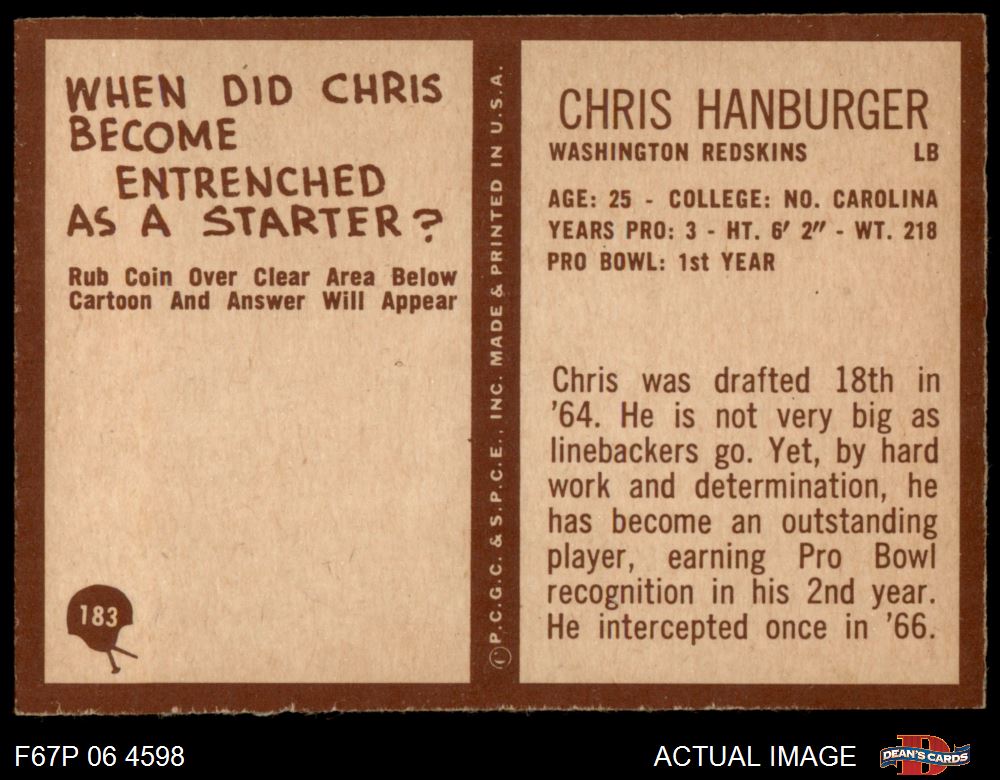 WHEN DID CHRIS
BECOME
ENTRENCHED
AS A STARTER?
Rub Coin Over Clear Area Below
Cartoon And Answer Will Appear
183
©P.C.G.C. & S.P.C.E., INC. MADE & PRINTED IN U.S.A.
CHRIS HANBURGER
WASHINGTON REDSKINS LB
AGE: 25 - COLLEGE: NO. CAROLINA
YEARS PRO: 3 - HT. 6' 2" - WT. 218
PRO BOWL: 1st YEAR
Chris was drafted 18th in
'64. He is not very big as
linebackers go. Yet, by hard
work and determination, he
has become an outstanding
player, earning Pro Bowl
recognition in his 2nd year.
He intercepted once in '66.
F67P 06 4598
ACTUAL IMAGE
D
DEAN'S CARDS